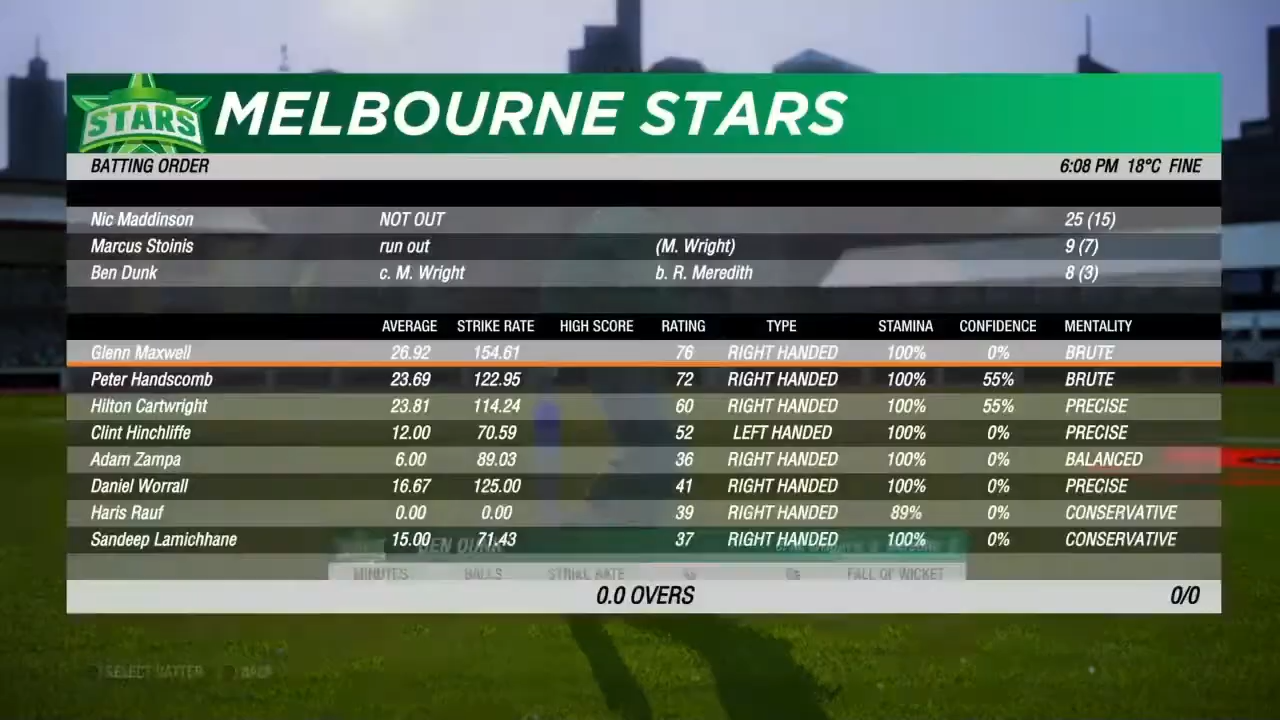 STARS MELBOURNE STARS
BATTING ORDER 6:08 PM 18°C FINE
Nic Maddinson NOT OUT 25 (15)
Marcus Stoinis run out (M. Wright) 9 (7)
Ben Dunk c. M. Wright b. R. Meredith 8 (3)
AVERAGE STRIKE RATE HIGH SCORE RATING TYPE STAMINA CONFIDENCE MENTALITY
Glenn Maxwell 26.92 154.61 76 RIGHT HANDED 100% 0% BRUTE
Peter Handscomb 23.69 122.95 72 RIGHT HANDED 100% 55% BRUTE
Hilton Cartwright 23.81 114.24 60 RIGHT HANDED 100% 55% PRECISE
Clint Hinchliffe 12.00 70.59 52 LEFT HANDED 100% 0% PRECISE
Adam Zampa 6.00 89.03 36 RIGHT HANDED 100% 0% BALANCED
Daniel Worrall 16.67 125.00 41 RIGHT HANDED 100% 0% PRECISE
Haris Rauf 0.00 0.00 39 RIGHT HANDED 89% 0% CONSERVATIVE
Sandeep Lamichhane 15.00 71.43 37 RIGHT HANDED 100% 0% CONSERVATIVE
BEN DUNK
MINUTES BALLS STRIKE RATE 4s 6s FALL OF WICKET
0.0 OVERS 0/0
SELECT BATTER BACK